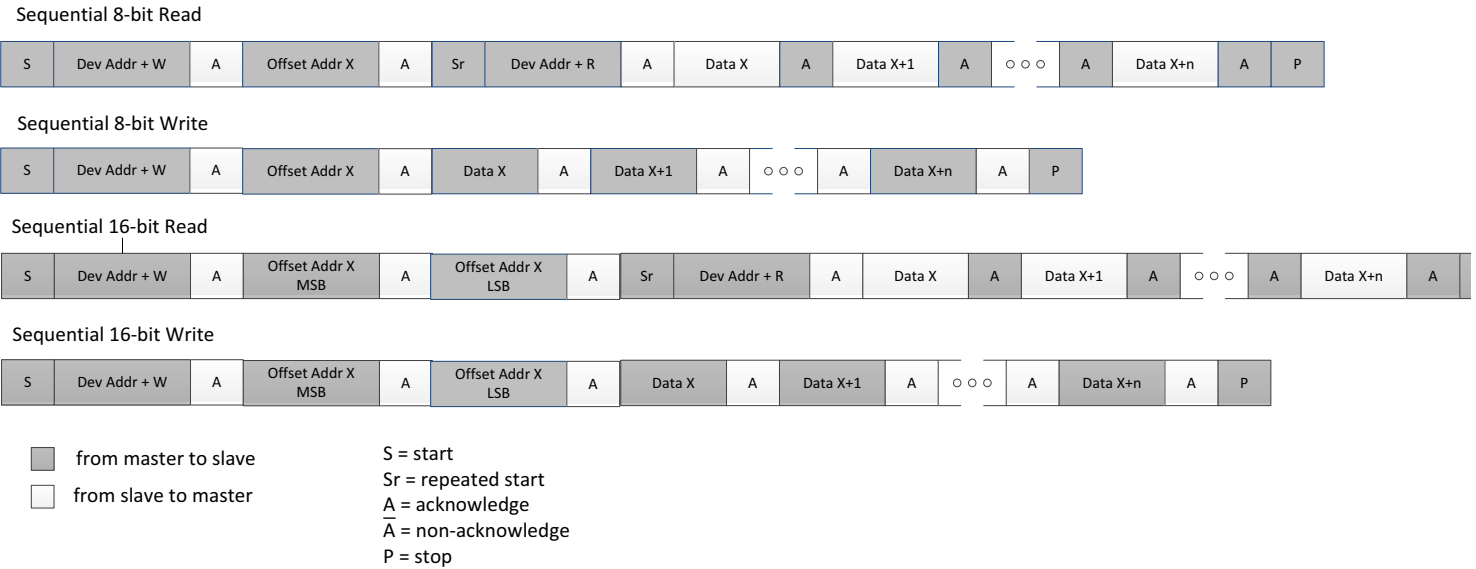 Sequential 8-bit Read
S Dev Addr + W A Offset Addr X A Sr Dev Addr + R A Data X A Data X+1 A ○ ○ ○ A Data X+n A P
Sequential 8-bit Write
S Dev Addr + W A Offset Addr X A Data X A Data X+1 A ○ ○ ○ A Data X+n A P
Sequential 16-bit Read
S Dev Addr + W A Offset Addr X MSB A Offset Addr X LSB A Sr Dev Addr + R A Data X A Data X+1 A ○ ○ ○ A Data X+n A
Sequential 16-bit Write
S Dev Addr + W A Offset Addr X MSB A Offset Addr X LSB A Data X A Data X+1 A ○ ○ ○ A Data X+n A P
from master to slave
from slave to master
S = start
Sr = repeated start
A = acknowledge
A̅ = non-acknowledge
P = stop